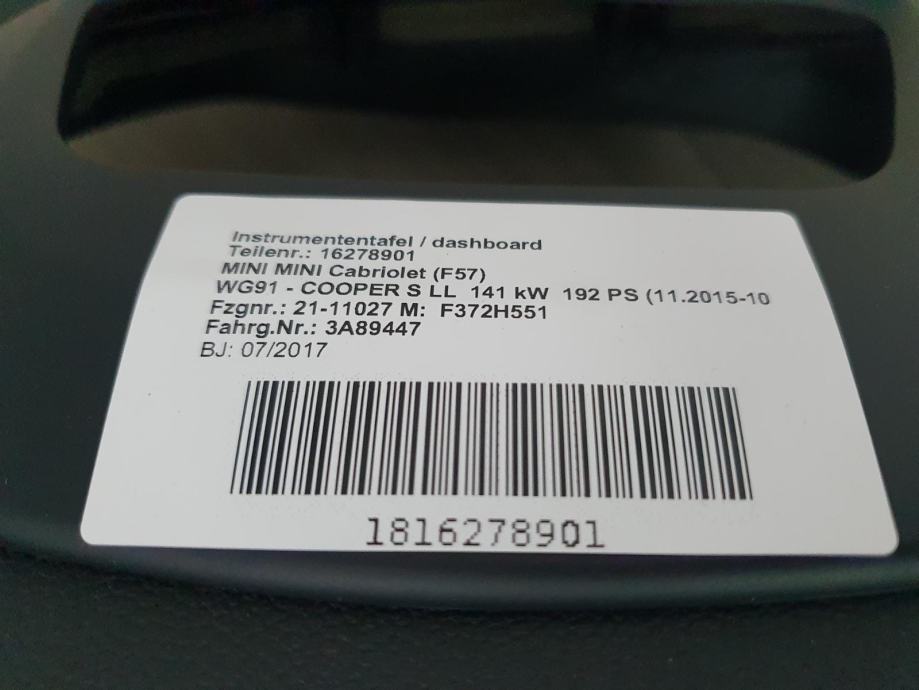 Instrumententafel / dashboard
Teilenr.: 16278901
MINI MINI Cabriolet (F57)
WG91 - COOPER S LL 141 kW 192 PS (11.2015-10
Fzgnr.: 21-11027 M: F372H551
Fahrg.Nr.: 3A89447
BJ: 07/2017
1816278901